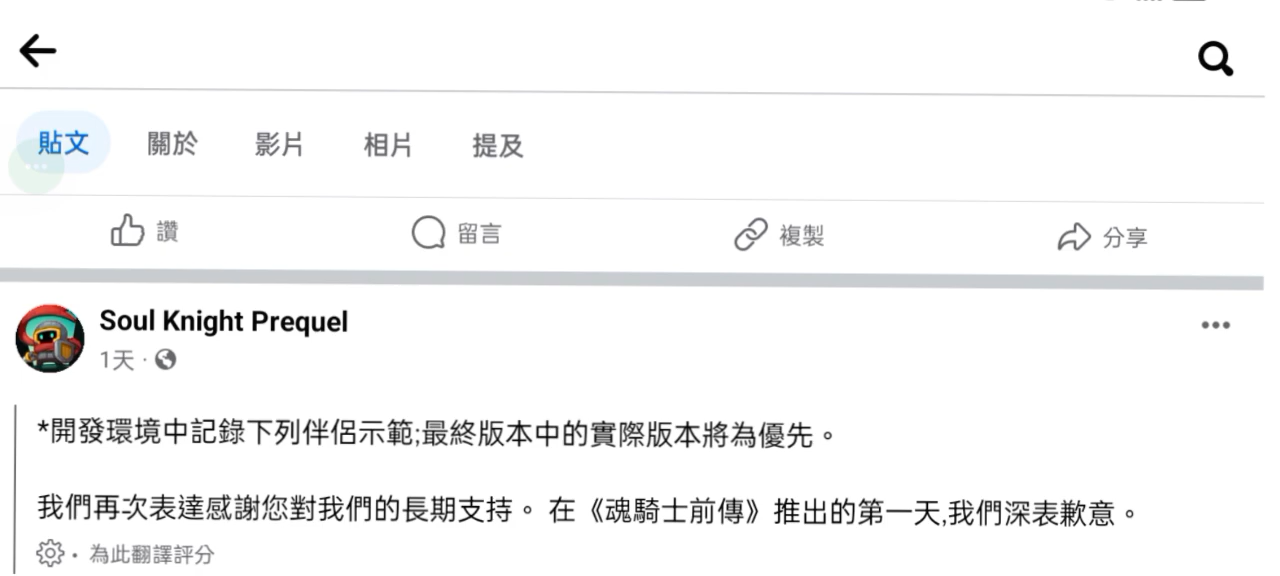 貼文 關於 影片 相片 提及
讚 留言 複製 分享
Soul Knight Prequel
1天 ·
*開發環境中記錄下列伴侶示範;最終版本中的實際版本將為優先。
我們再次表達感謝您對我們的長期支持。 在《魂騎士前傳》推出的第一天,我們深表歉意。
· 為此翻譯評分